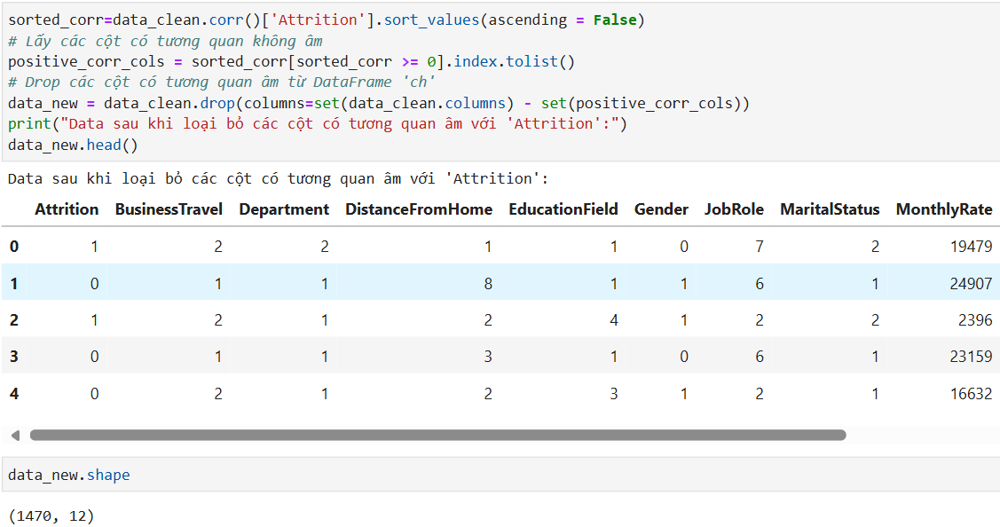 sorted_corr=data_clean.corr()['Attrition'].sort_values(ascending = False)
# Lấy các cột có tương quan không âm
positive_corr_cols = sorted_corr[sorted_corr >= 0].index.tolist()
# Drop các cột có tương quan âm từ DataFrame 'ch'
data_new = data_clean.drop(columns=set(data_clean.columns) - set(positive_corr_cols))
print("Data sau khi loại bỏ các cột có tương quan âm với 'Attrition':")
data_new.head()
Data sau khi loại bỏ các cột có tương quan âm với 'Attrition':
Attrition BusinessTravel Department DistanceFromHome EducationField Gender JobRole MaritalStatus MonthlyRate
0 1 2 2 1 1 0 7 2 19479
1 0 1 1 8 1 1 6 1 24907
2 1 2 1 2 4 1 2 2 2396
3 0 1 1 3 1 0 6 1 23159
4 0 2 1 2 3 1 2 1 16632
data_new.shape
(1470, 12)